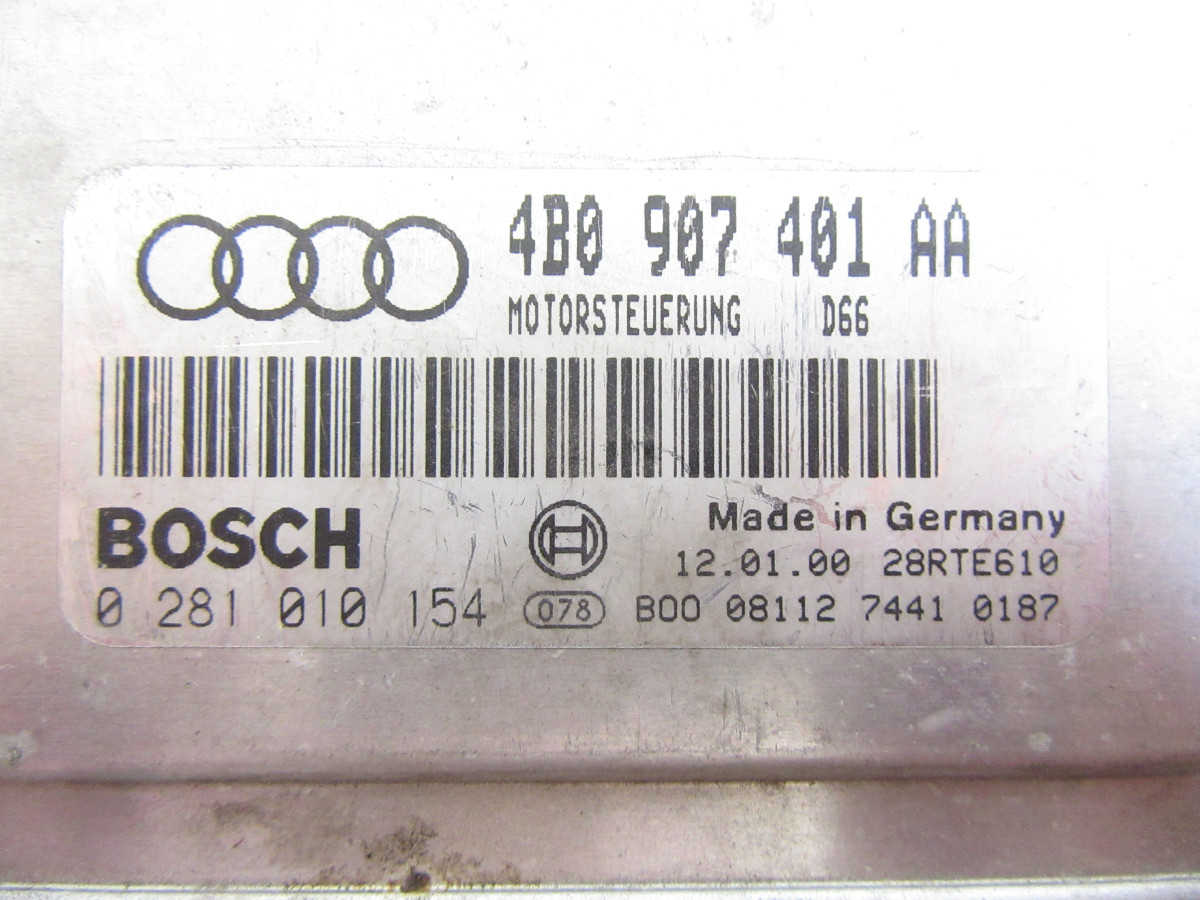 4B0 907 401 AA
MOTORSTEUERUNG D66
BOSCH
Made in Germany
12.01.00 28RTE610
0 281 010 154 078 B00 08112 7441 0187